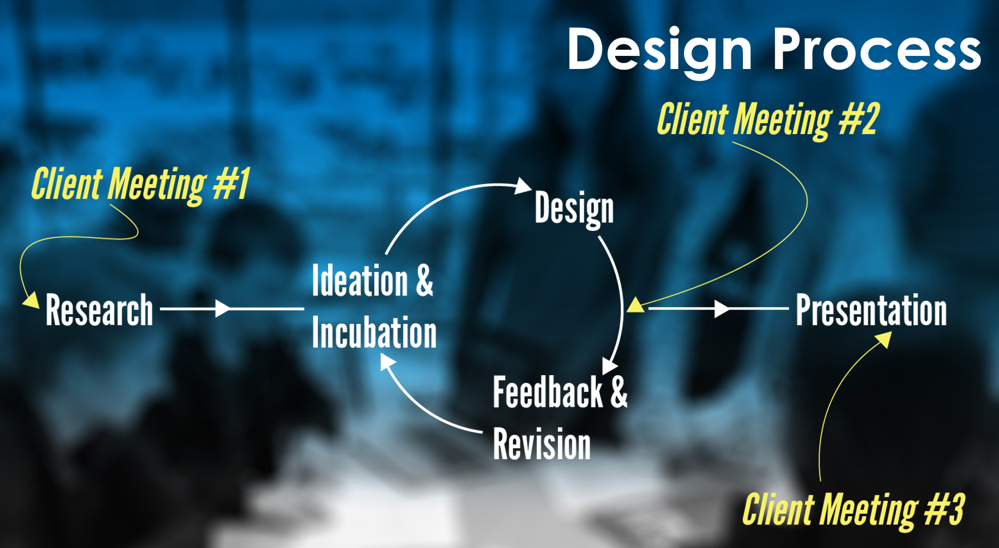 Design Process
Client Meeting #2
Client Meeting #1
Design
Ideation &
Incubation
Research
Presentation
Feedback &
Revision
Client Meeting #3